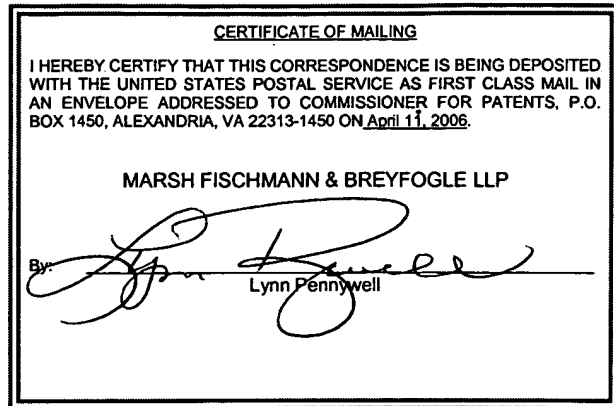 CERTIFICATE OF MAILING
I HEREBY CERTIFY THAT THIS CORRESPONDENCE IS BEING DEPOSITED
WITH THE UNITED STATES POSTAL SERVICE AS FIRST CLASS MAIL IN
AN ENVELOPE ADDRESSED TO COMMISSIONER FOR PATENTS, P.O.
BOX 1450, ALEXANDRIA, VA 22313-1450 ON April 11, 2006.
MARSH FISCHMANN & BREYFOGLE LLP
By:
Lynn Pennywell